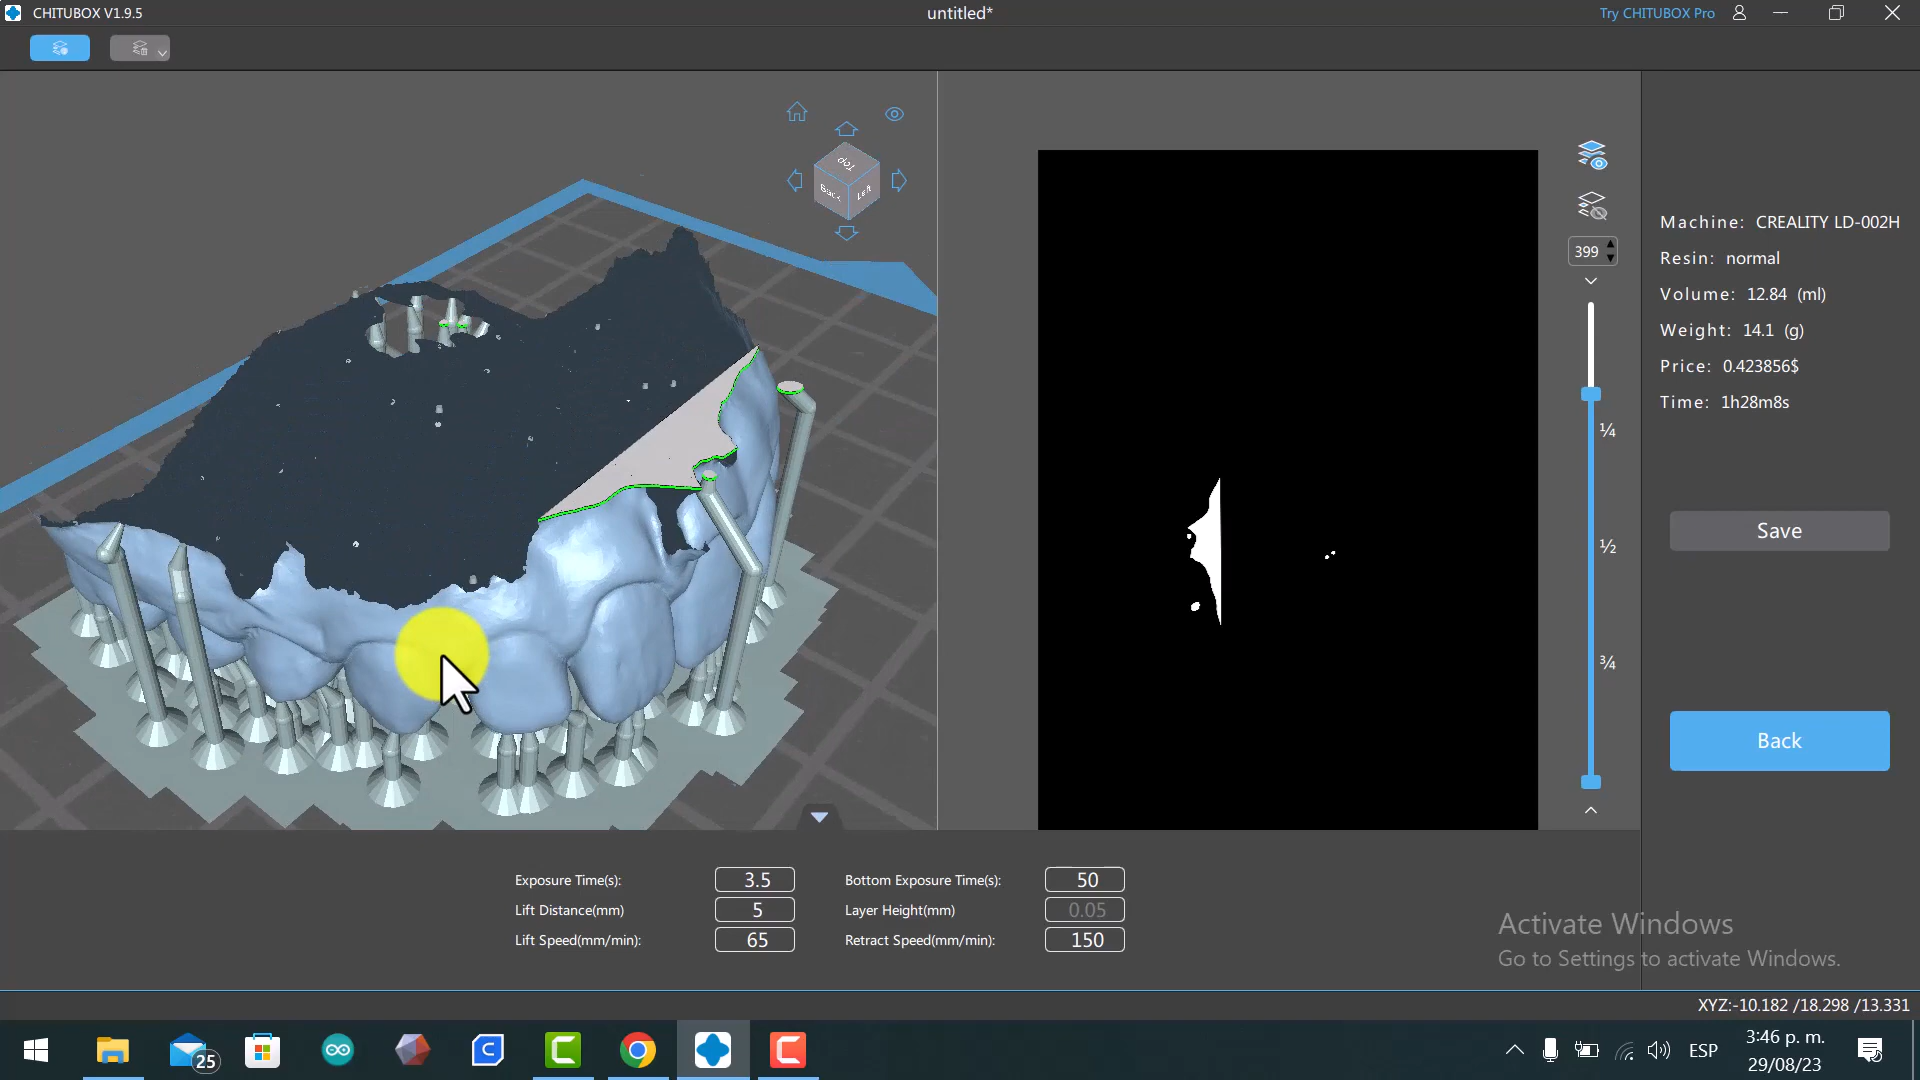 CHITUBOX V1.9.5
untitled*
Try CHITUBOX Pro
Top
Back
Left
399
¼
½
¾
Machine: CREALITY LD-002H
Resin: normal
Volume: 12.84 (ml)
Weight: 14.1 (g)
Price: 0.423856$
Time: 1h28m8s
Save
Back
Exposure Time(s): 3.5
Bottom Exposure Time(s): 50
Lift Distance(mm) 5
Layer Height(mm) 0.05
Lift Speed(mm/min): 65
Retract Speed(mm/min): 150
Activate Windows
Go to Settings to activate Windows.
XYZ:-10.182 /18.298 /13.331
25
ESP
3:46 p. m.
29/08/23